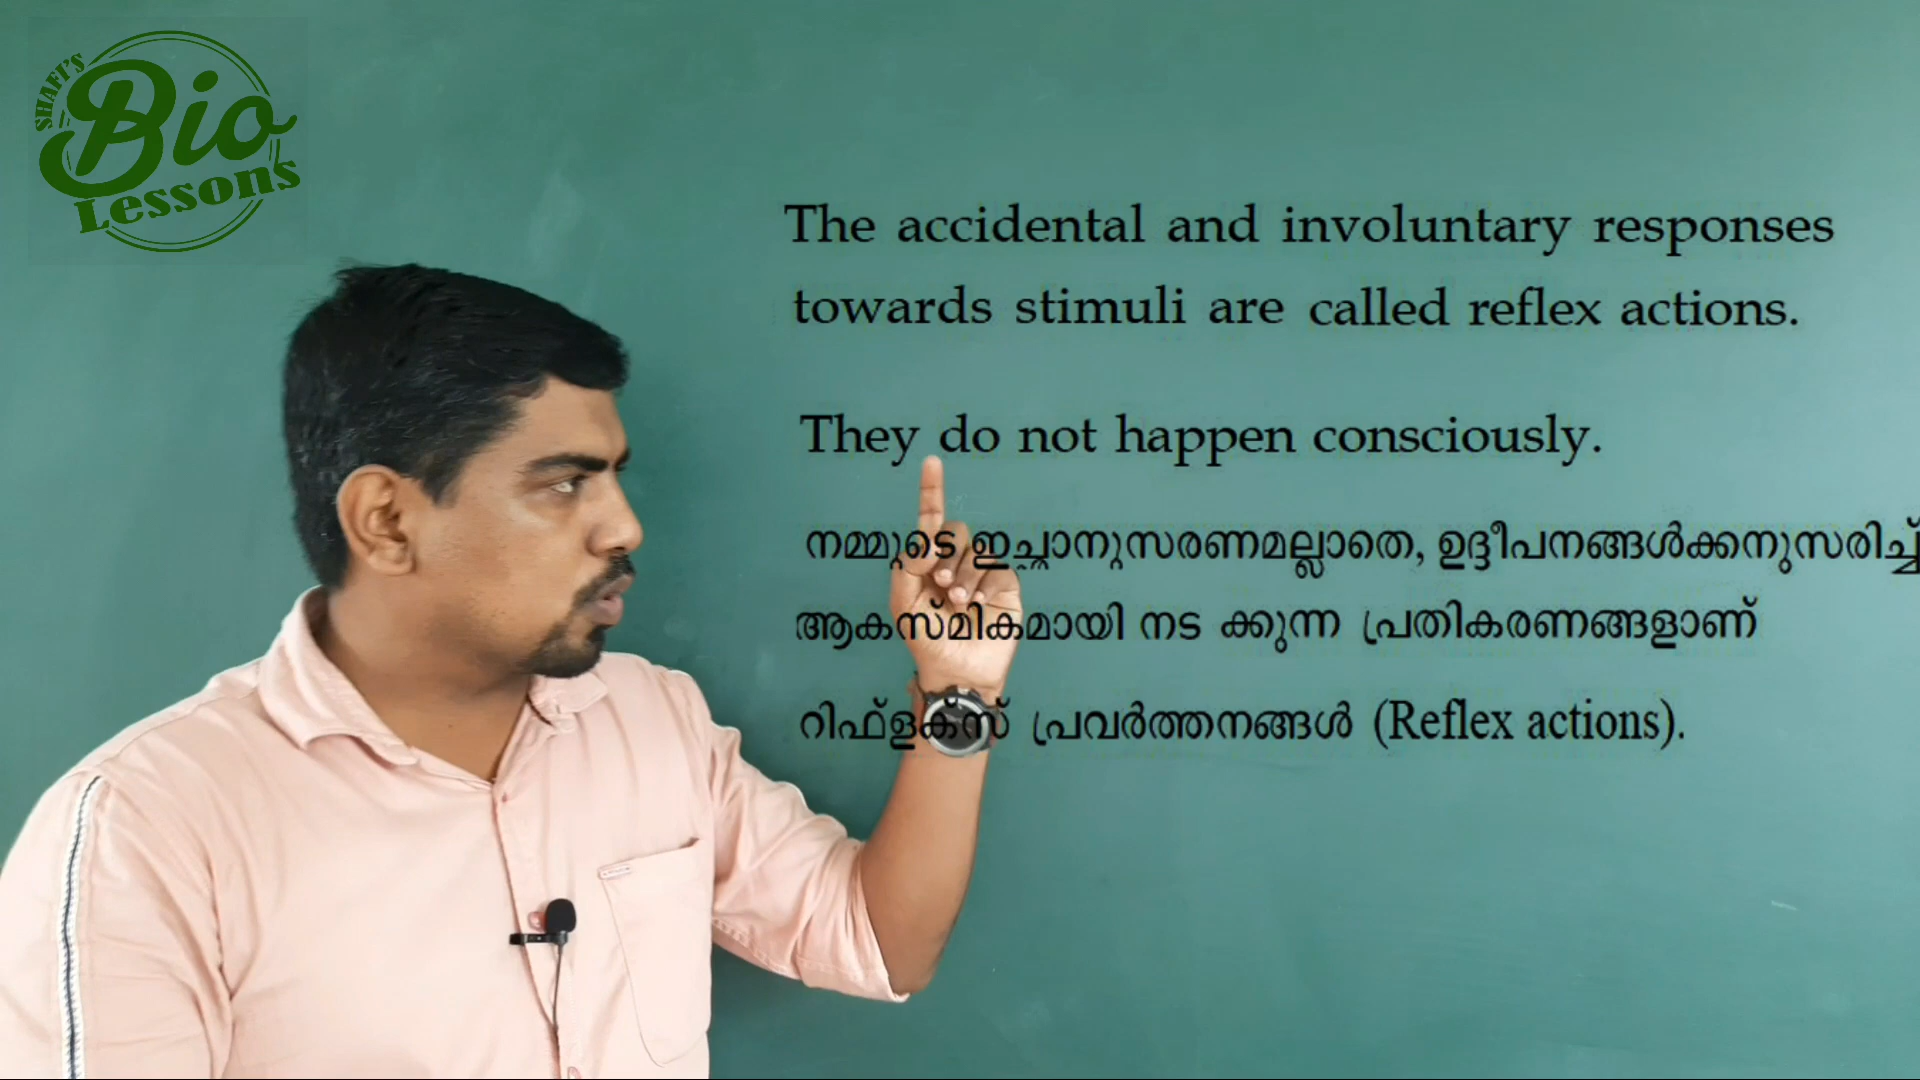 SHAFI'S
Bio
Lessons
The accidental and involuntary responses
towards stimuli are called reflex actions.
They do not happen consciously.
നമ്മുടെ ഇച്ഛാനുസരണമല്ലാതെ, ഉദ്ദീപനങ്ങൾക്കനുസരിച്ച്
ആകസ്മികമായി നട ക്കുന്ന പ്രതികരണങ്ങളാണ്
റിഫ്ളക്സ് പ്രവർത്തനങ്ങൾ (Reflex actions).